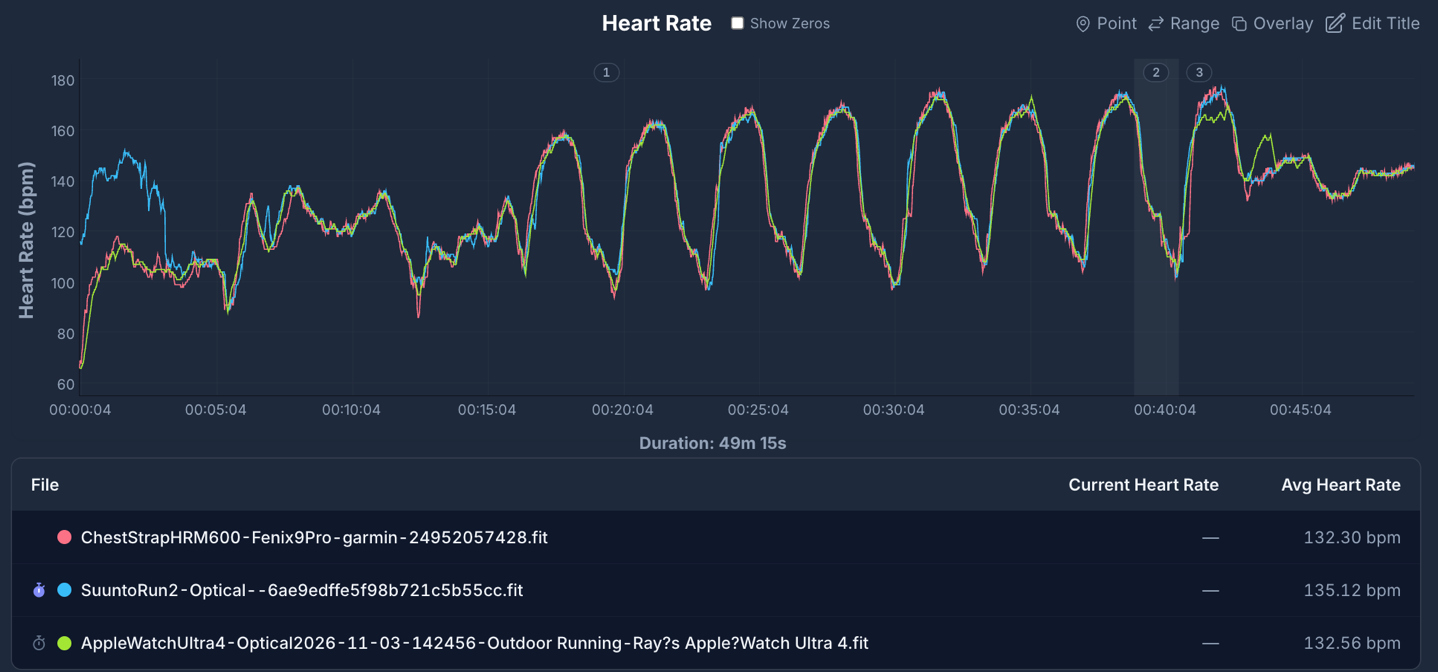 Heart Rate Show Zeros Point Range Overlay Edit Title
1 2 3
Heart Rate (bpm)
180
160
140
120
100
80
60
00:00:04 00:05:04 00:10:04 00:15:04 00:20:04 00:25:04 00:30:04 00:35:04 00:40:04 00:45:04
Duration: 49m 15s
File Current Heart Rate Avg Heart Rate
ChestStrapHRM600-Fenix9Pro-garmin-24952057428.fit — 132.30 bpm
SuuntoRun2-Optical--6ae9edffe5f98b721c5b55cc.fit — 135.12 bpm
AppleWatchUltra4-Optical2026-11-03-142456-Outdoor Running-Ray?s Apple?Watch Ultra 4.fit — 132.56 bpm